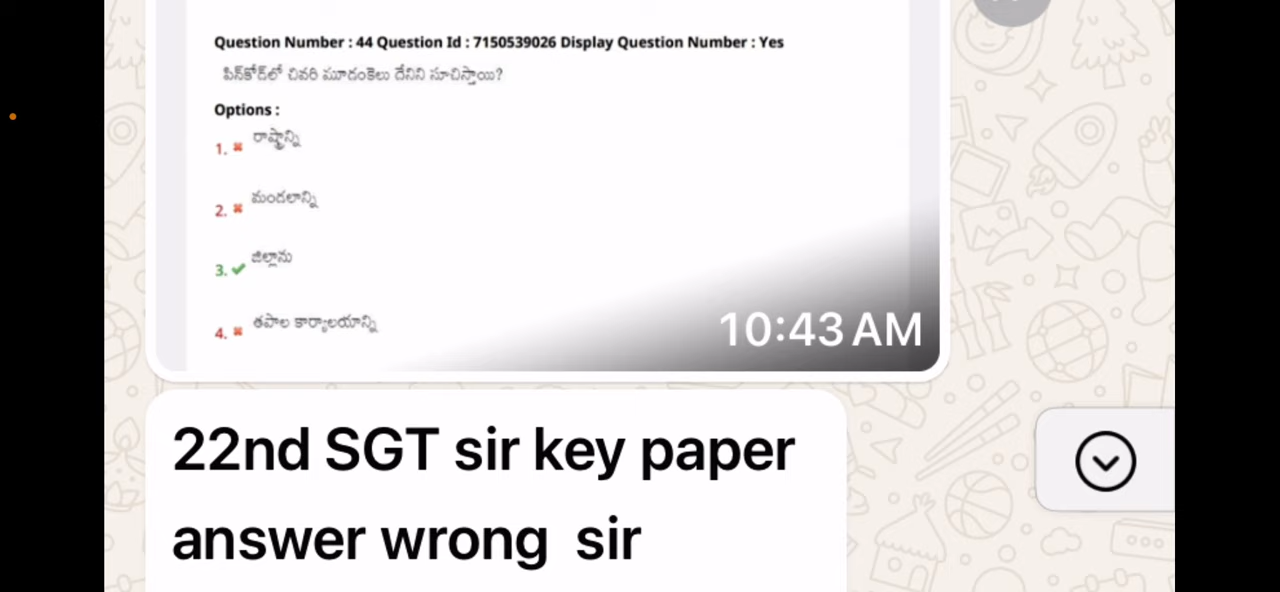 Question Number : 44 Question Id : 7150539026 Display Question Number : Yes
పిన్‌కోడ్‌లో చివరి మూడంకెలు దేనిని సూచిస్తాయి?
Options :
1. ✖ రాష్ట్రాన్ని
2. ✖ మండలాన్ని
3. ✔ జిల్లాను
4. ✖ తపాల కార్యాలయాన్ని
10:43 AM
22nd SGT sir key paper
answer wrong sir